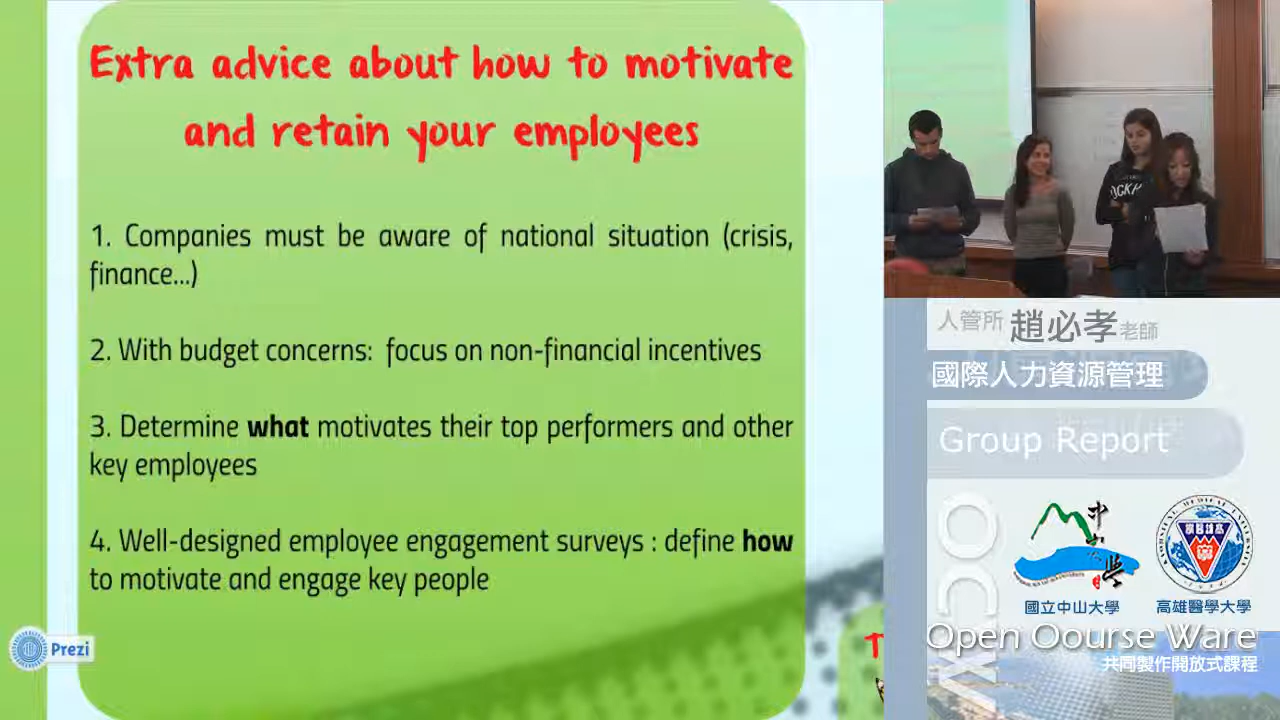 Extra advice about how to motivate
and retain your employees
1. Companies must be aware of national situation (crisis,
finance...)
2. With budget concerns: focus on non-financial incentives
3. Determine what motivates their top performers and other
key employees
4. Well-designed employee engagement surveys : define how
to motivate and engage key people
Prezi
人管所 趙必孝老師
國際人力資源管理
Group Report
OCW
國立中山大學
高雄醫學大學
Open Oourse Ware
共同製作開放式課程